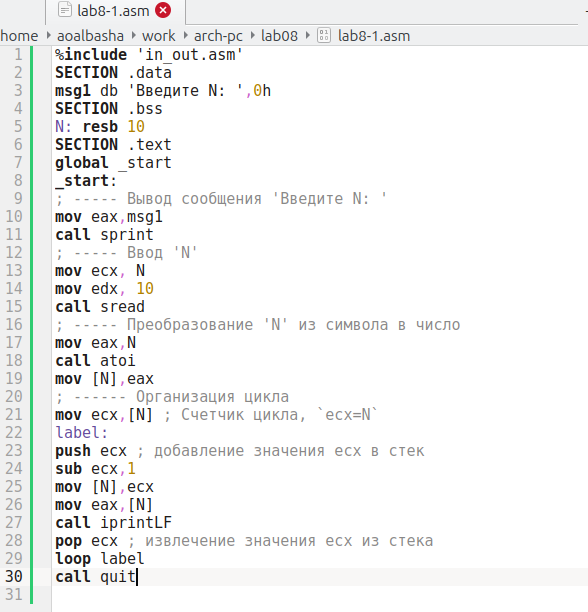 lab8-1.asm
home › aoalbasha › work › arch-pc › lab08 › lab8-1.asm
1 %include 'in_out.asm'
2 SECTION .data
3 msg1 db 'Введите N: ',0h
4 SECTION .bss
5 N: resb 10
6 SECTION .text
7 global _start
8 _start:
9 ; ----- Вывод сообщения 'Введите N: '
10 mov eax,msg1
11 call sprint
12 ; ----- Ввод 'N'
13 mov ecx, N
14 mov edx, 10
15 call sread
16 ; ----- Преобразование 'N' из символа в число
17 mov eax,N
18 call atoi
19 mov [N],eax
20 ; ------ Организация цикла
21 mov ecx,[N] ; Счетчик цикла, `ecx=N`
22 label:
23 push ecx ; добавление значения ecx в стек
24 sub ecx,1
25 mov [N],ecx
26 mov eax,[N]
27 call iprintLF
28 pop ecx ; извлечение значения ecx из стека
29 loop label
30 call quit
31